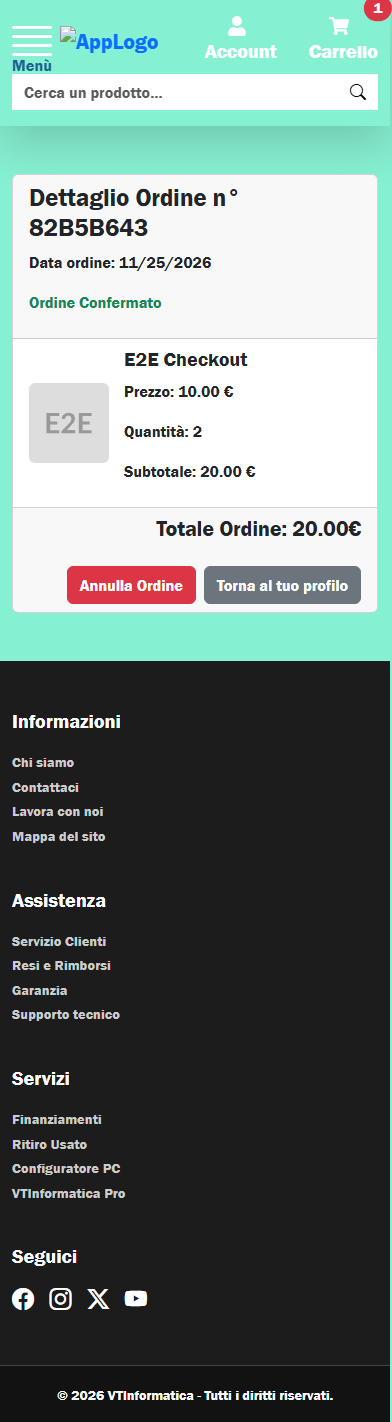 1
AppLogo
Account
Carrello
Menù
Cerca un prodotto...
Dettaglio Ordine n°
82B5B643
Data ordine: 11/25/2026
Ordine Confermato
E2E
E2E Checkout
Prezzo: 10.00 €
Quantità: 2
Subtotale: 20.00 €
Totale Ordine: 20.00€
Annulla Ordine
Torna al tuo profilo
Informazioni
Chi siamo
Contattaci
Lavora con noi
Mappa del sito
Assistenza
Servizio Clienti
Resi e Rimborsi
Garanzia
Supporto tecnico
Servizi
Finanziamenti
Ritiro Usato
Configuratore PC
VTInformatica Pro
Seguici
© 2026 VTInformatica - Tutti i diritti riservati.